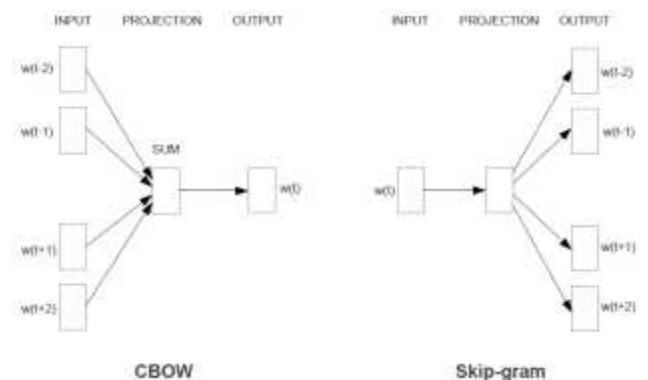 INPUT PROJECTION OUTPUT
w(t-2)
w(t-1)
SUM
w(t)
w(t+1)
w(t+2)
CBOW
INPUT PROJECTION OUTPUT
w(t-2)
w(t-1)
w(t)
w(t+1)
w(t+2)
Skip-gram